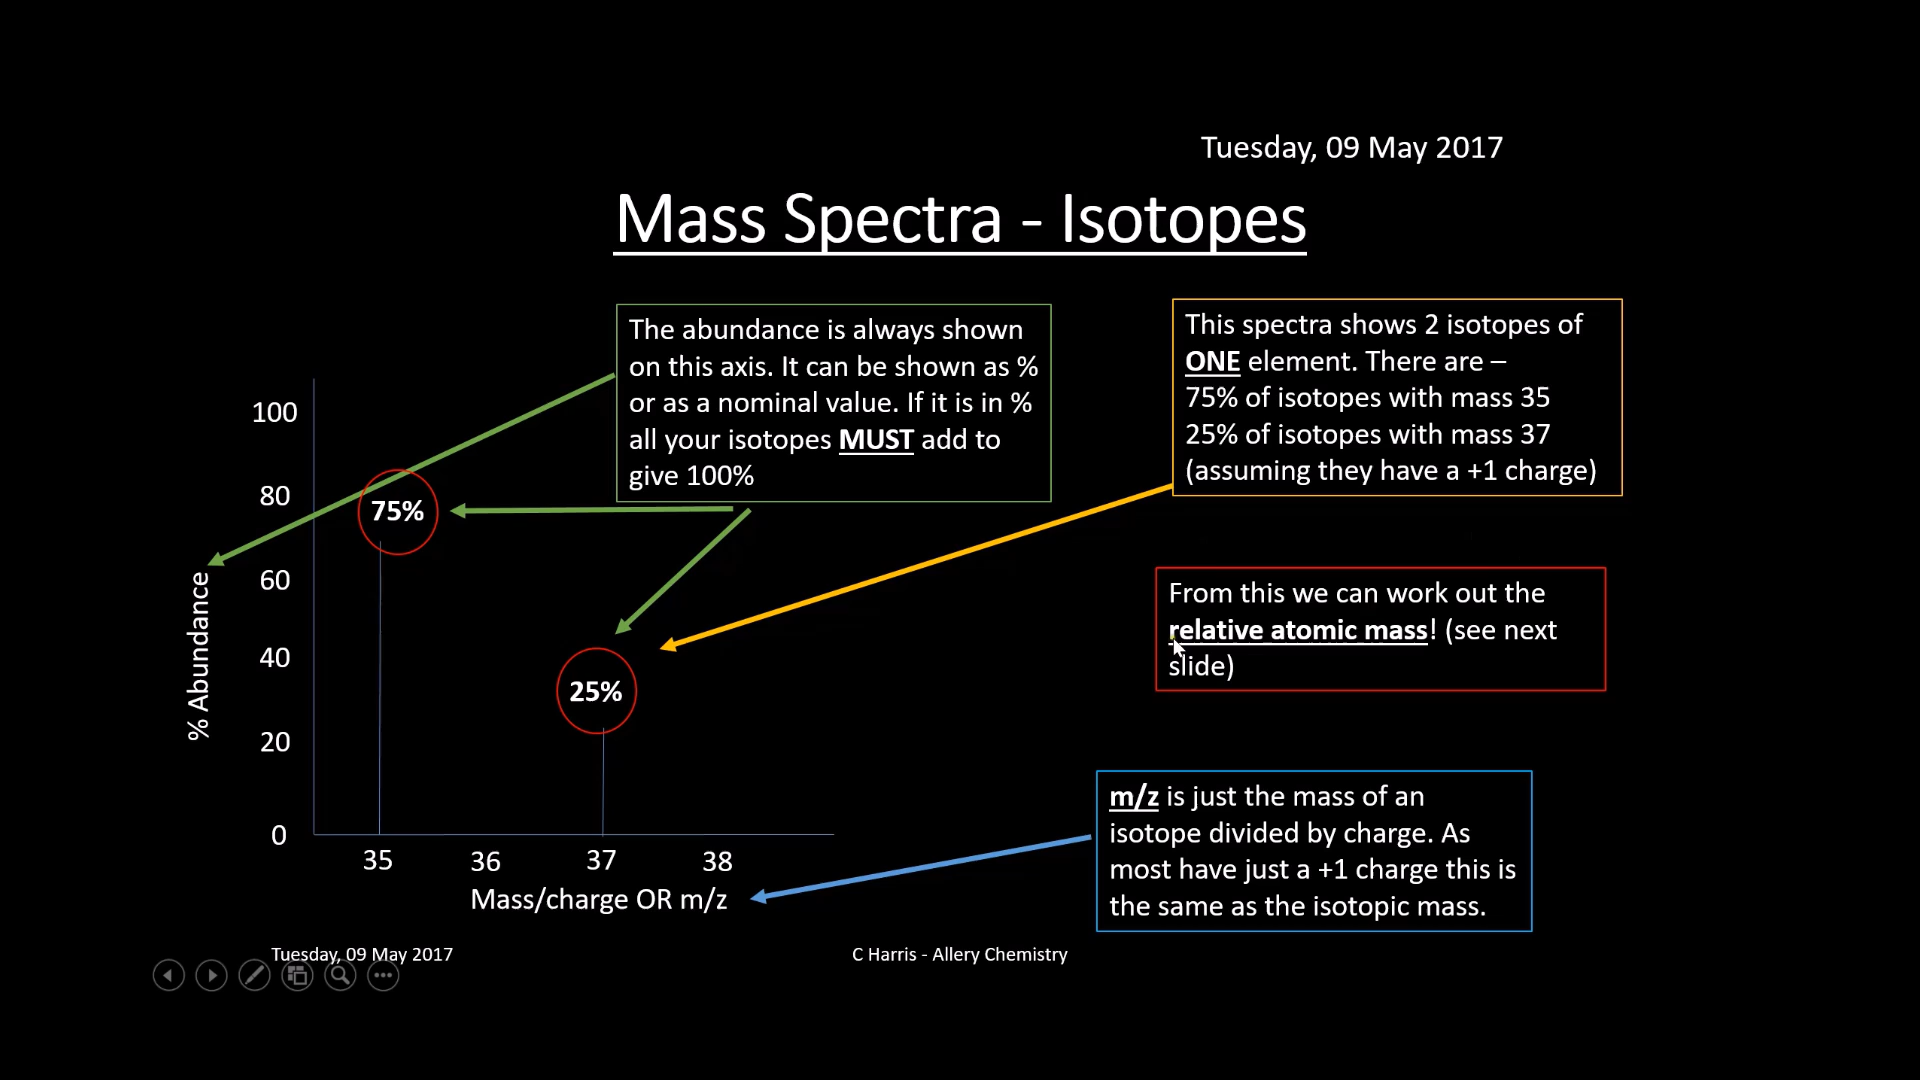 Tuesday, 09 May 2017
Mass Spectra - Isotopes
The abundance is always shown
on this axis. It can be shown as %
or as a nominal value. If it is in %
all your isotopes MUST add to
give 100%
This spectra shows 2 isotopes of
ONE element. There are –
75% of isotopes with mass 35
25% of isotopes with mass 37
(assuming they have a +1 charge)
100
80
60
40
20
0
% Abundance
75%
25%
From this we can work out the
relative atomic mass! (see next
slide)
m/z is just the mass of an
isotope divided by charge. As
most have just a +1 charge this is
the same as the isotopic mass.
35 36 37 38
Mass/charge OR m/z
Tuesday, 09 May 2017
C Harris - Allery Chemistry